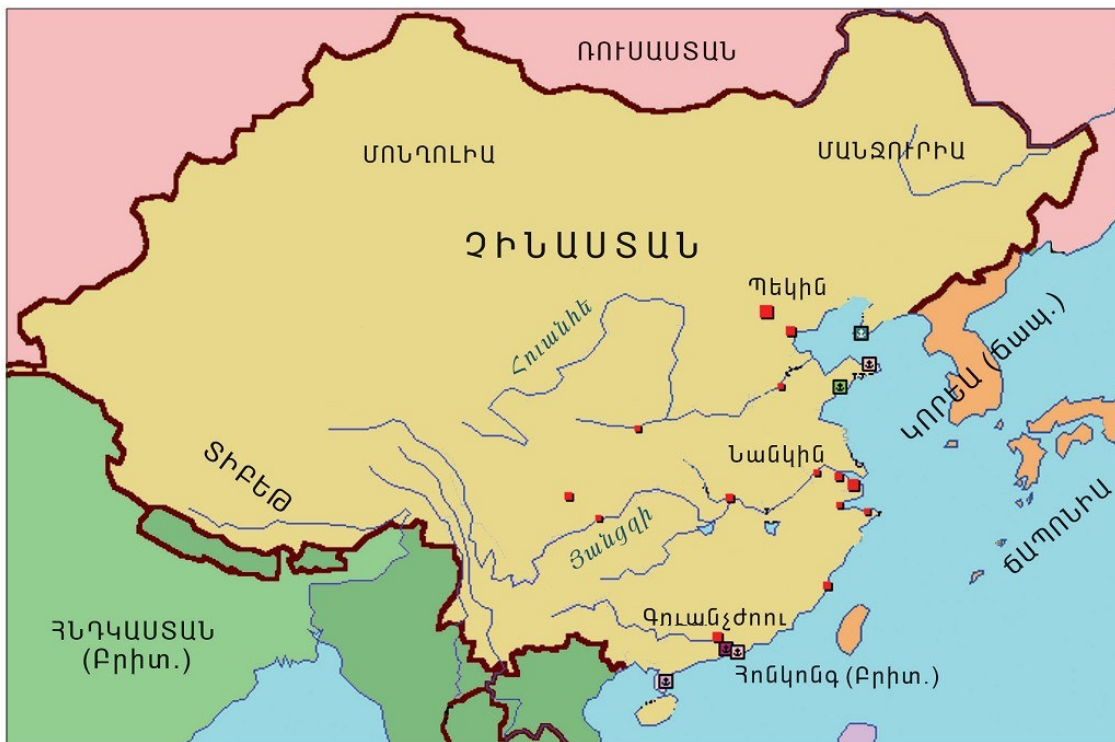 ՌՈՒՍԱՍՏԱՆ
ՄՈՆՂՈԼԻԱ
ՄԱՆՋՈՒՐԻԱ
ՉԻՆԱՍՏԱՆ
Պեկին
Հուանհե
ԿՈՐԵԱ (ճապ.)
ՏԻԲԵԹ
Նանկին
Յանցզի
ՃԱՊՈՆԻԱ
Գուանչժոու
ՀՆԴԿԱՍՏԱՆ
(Բրիտ.)
Հոնկոնգ (Բրիտ.)